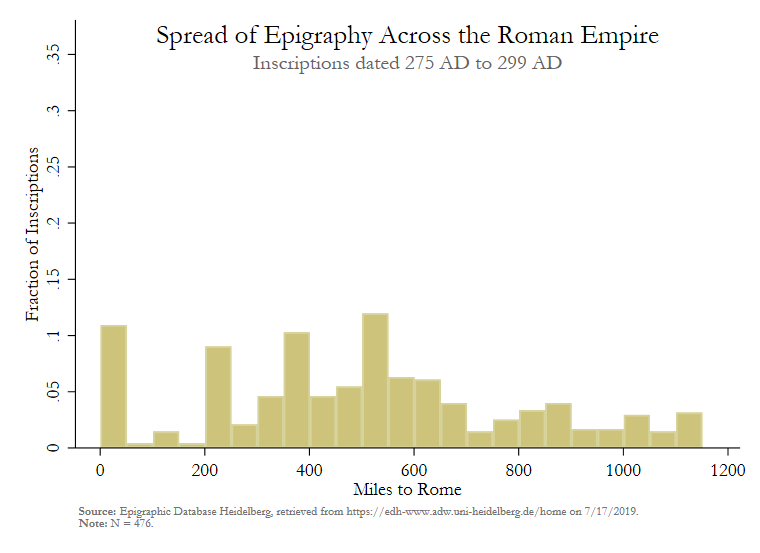 Spread of Epigraphy Across the Roman Empire
Inscriptions dated 275 AD to 299 AD
Fraction of Inscriptions
.35
.3
.25
.2
.15
.1
.05
0
0 200 400 600 800 1000 1200
Miles to Rome
Source: Epigraphic Database Heidelberg, retrieved from https://edh-www.adw.uni-heidelberg.de/home on 7/17/2019.
Note: N = 476.